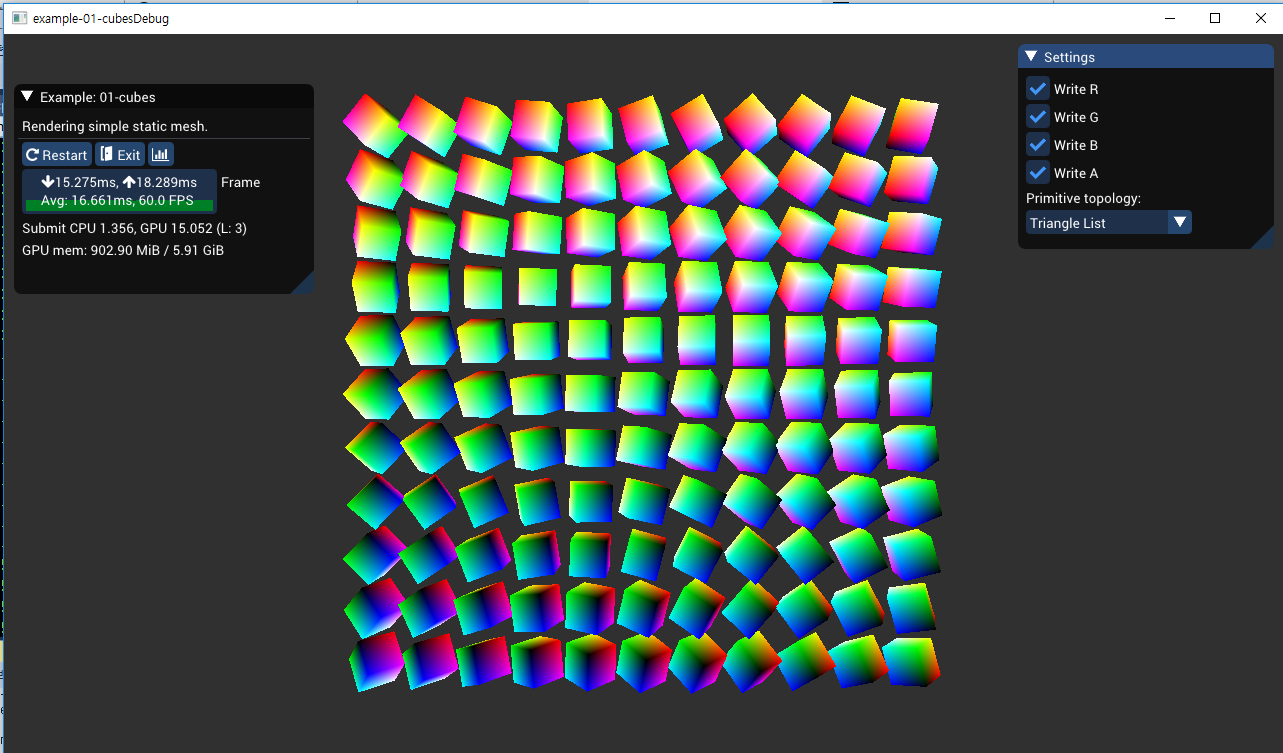 example-01-cubesDebug
Example: 01-cubes
Rendering simple static mesh.
Restart Exit
15.275ms, 18.289ms
Avg: 16.661ms, 60.0 FPS
Frame
Submit CPU 1.356, GPU 15.052 (L: 3)
GPU mem: 902.90 MiB / 5.91 GiB
Settings
Write R
Write G
Write B
Write A
Primitive topology:
Triangle List